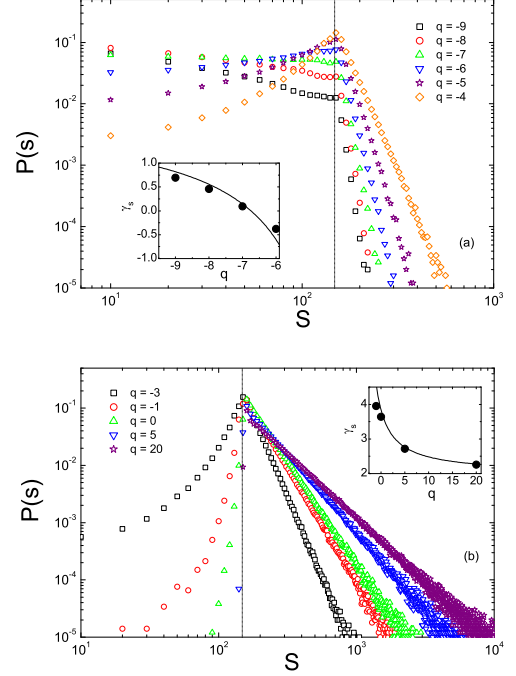 P(s)
10⁻¹
10⁻²
10⁻³
10⁻⁴
10⁻⁵
q = -9
q = -8
q = -7
q = -6
q = -5
q = -4
γs
1.0
0.5
0.0
-0.5
-1.0
-9 -8 -7 -6
q
(a)
10¹ 10² 10³
S
P(s)
10⁻¹
10⁻²
10⁻³
10⁻⁴
10⁻⁵
q = -3
q = -1
q = 0
q = 5
q = 20
γs
4
3
2
0 5 10 15 20
q
(b)
10¹ 10² 10³ 10⁴
S